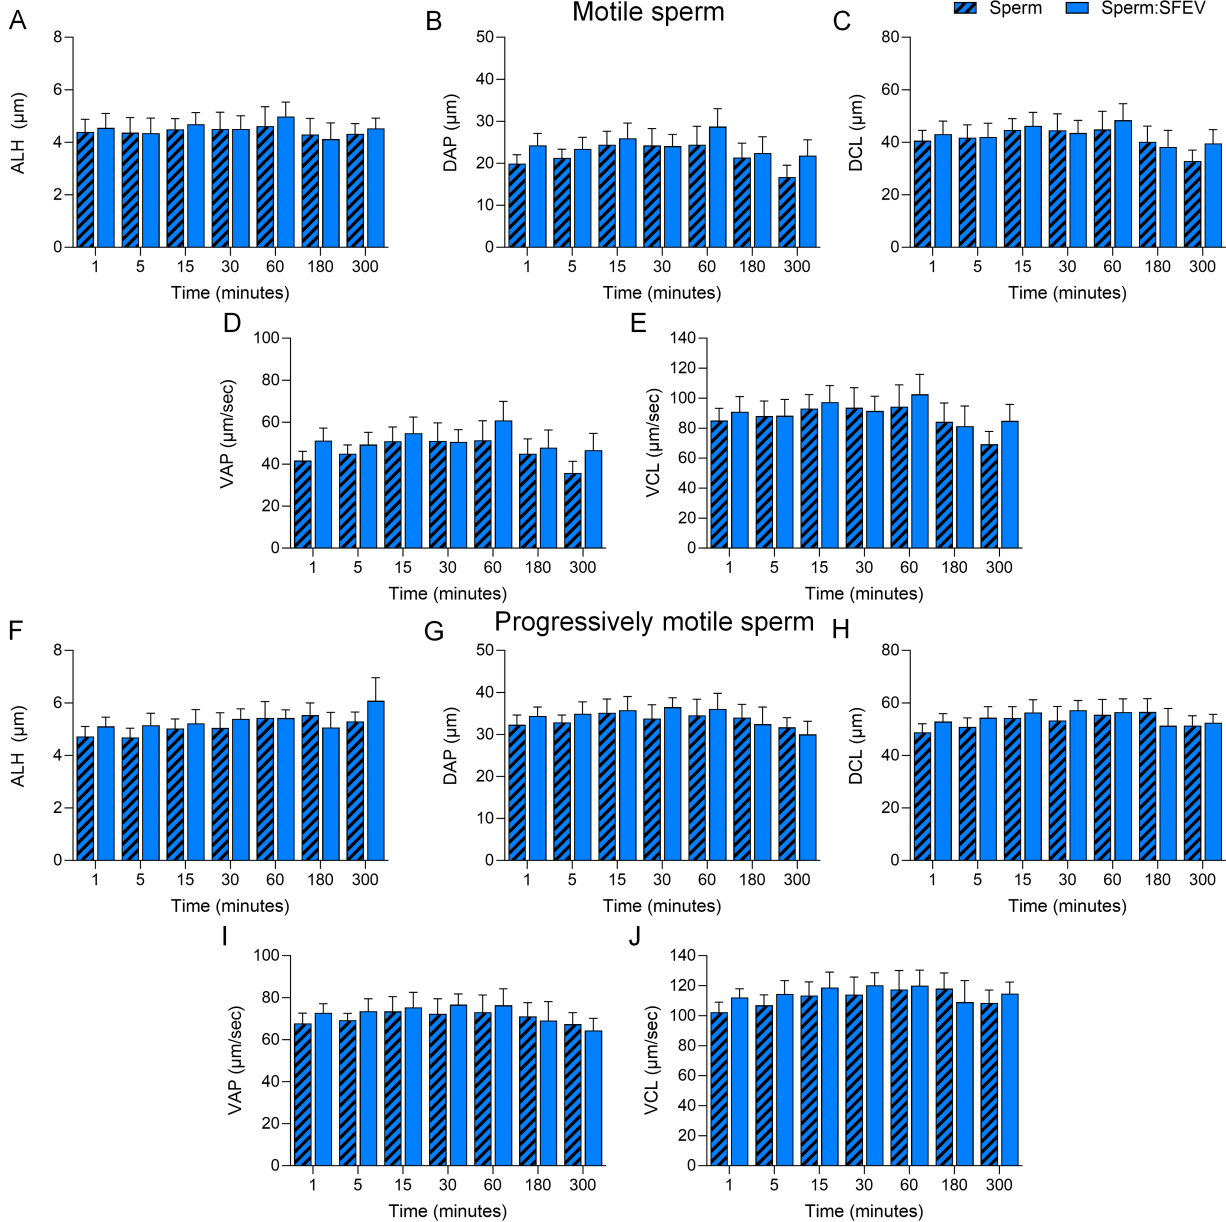 Motile sperm
Sperm Sperm:SFEV
A
ALH (μm)
8
6
4
2
0
1 5 15 30 60 180 300
Time (minutes)
B
DAP (μm)
50
40
30
20
10
0
1 5 15 30 60 180 300
Time (minutes)
C
DCL (μm)
80
60
40
20
0
1 5 15 30 60 180 300
Time (minutes)
D
VAP (μm/sec)
100
80
60
40
20
0
1 5 15 30 60 180 300
Time (minutes)
E
VCL (μm/sec)
140
120
100
80
60
40
20
0
1 5 15 30 60 180 300
Time (minutes)
Progressively motile sperm
F
ALH (μm)
8
6
4
2
0
1 5 15 30 60 180 300
Time (minutes)
G
DAP (μm)
50
40
30
20
10
0
1 5 15 30 60 180 300
Time (minutes)
H
DCL (μm)
80
60
40
20
0
1 5 15 30 60 180 300
Time (minutes)
I
VAP (μm/sec)
100
80
60
40
20
0
1 5 15 30 60 180 300
Time (minutes)
J
VCL (μm/sec)
140
120
100
80
60
40
20
0
1 5 15 30 60 180 300
Time (minutes)